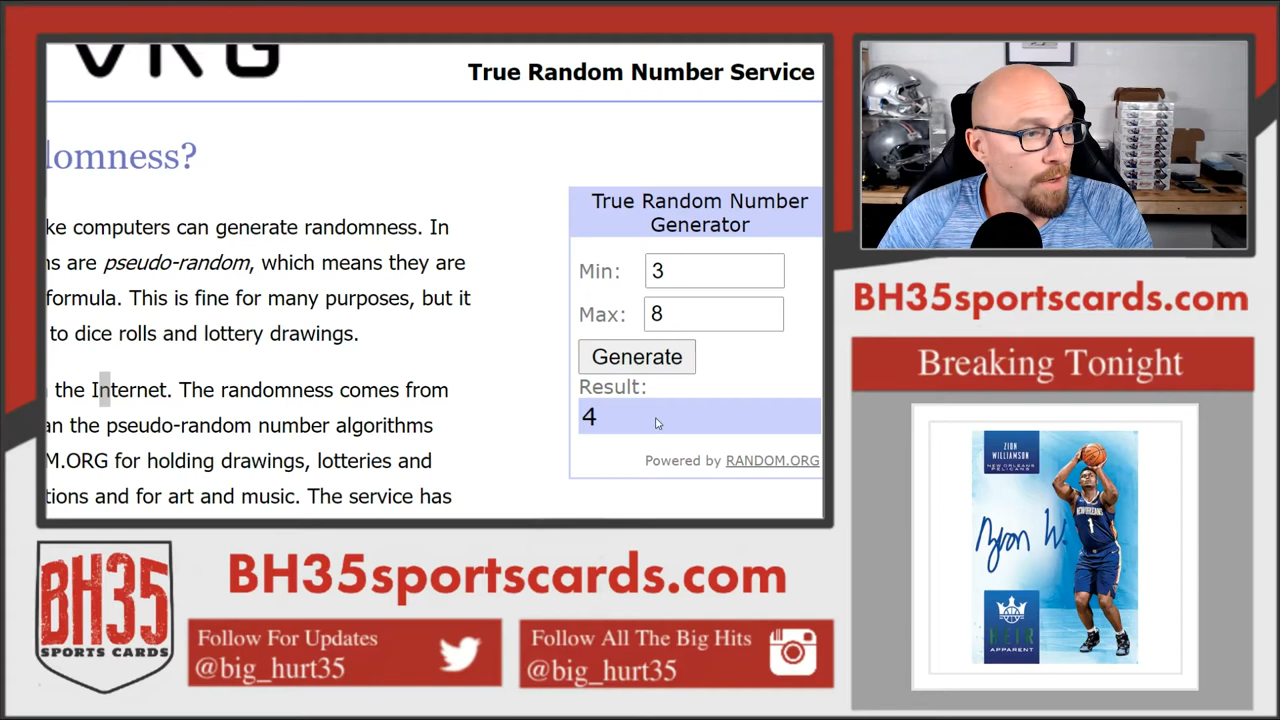 True Random Number Service
domness?
ke computers can generate randomness. In
ns are pseudo-random, which means they are
formula. This is fine for many purposes, but it
to dice rolls and lottery drawings.
the Internet. The randomness comes from
an the pseudo-random number algorithms
M.ORG for holding drawings, lotteries and
tions and for art and music. The service has
True Random Number
Generator
Min: 3
Max: 8
Generate
Result:
4
Powered by RANDOM.ORG
BH35sportscards.com
Breaking Tonight
ZION
WILLIAMSON
NEW ORLEANS
PELICANS
NEW ORLEANS
1
Zion W.
HEIR
APPARENT
BH35
SPORTS CARDS
BH35sportscards.com
Follow For Updates
@big_hurt35
Follow All The Big Hits
@big_hurt35